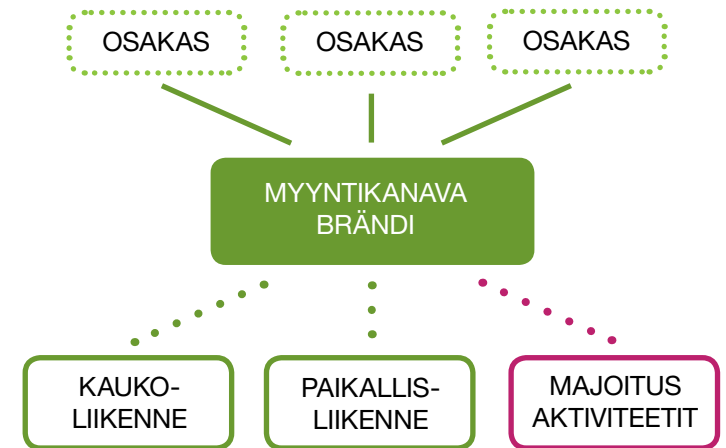 OSAKAS
OSAKAS
OSAKAS
MYYNTIKANAVA
BRÄNDI
KAUKO-
LIIKENNE
PAIKALLIS-
LIIKENNE
MAJOITUS
AKTIVITEETIT